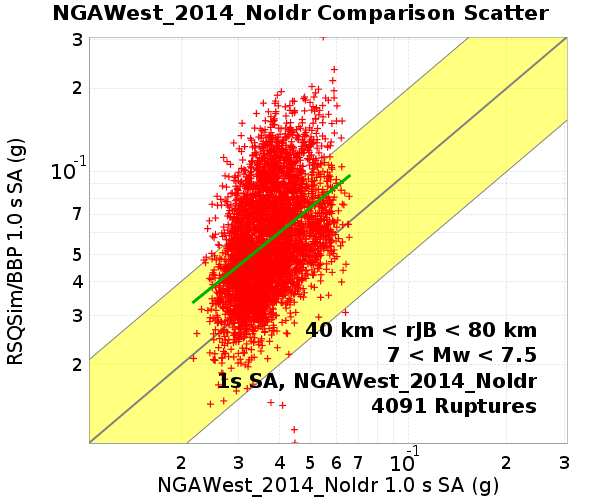 NGAWest_2014_NoIdr Comparison Scatter
RSQSim/BBP 1.0 s SA (g)
3
2
10⁻¹
7
5
4
3
2
40 km < rJB < 80 km
7 < Mw < 7.5
1s SA, NGAWest_2014_NoIdr
4091 Ruptures
2 3 4 5 6 7 10⁻¹ 2 3
NGAWest_2014_NoIdr 1.0 s SA (g)